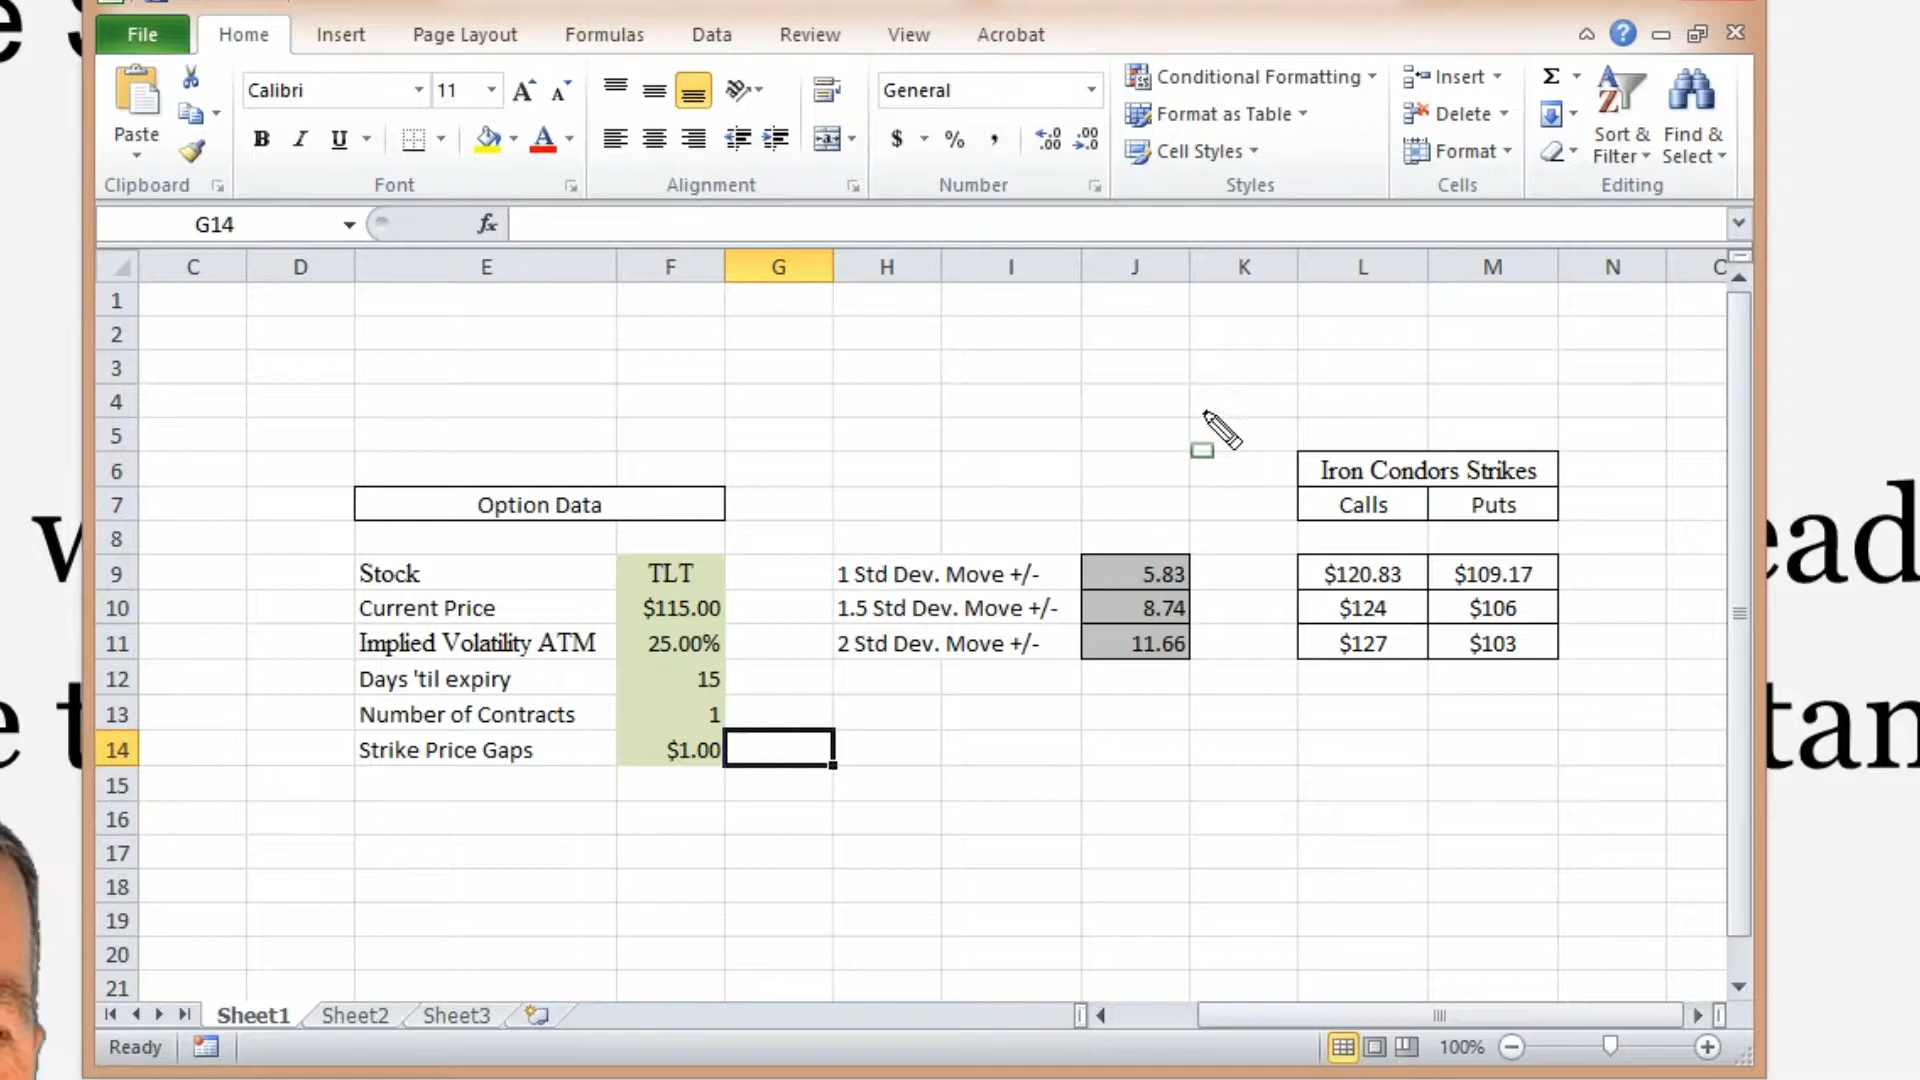 File Home Insert Page Layout Formulas Data Review View Acrobat
Calibri 11 General Conditional Formatting Insert Σ
Format as Table Delete
Paste B I U $ % , .00 Cell Styles Format Sort & Filter Find & Select
Clipboard Font Alignment Number Styles Cells Editing
G14 fx
C D E F G H I J K L M N
1
2
3
4
5
6 Iron Condors Strikes
7 Option Data Calls Puts
8
9 Stock TLT 1 Std Dev. Move +/- 5.83 $120.83 $109.17
10 Current Price $115.00 1.5 Std Dev. Move +/- 8.74 $124 $106
11 Implied Volatility ATM 25.00% 2 Std Dev. Move +/- 11.66 $127 $103
12 Days 'til expiry 15
13 Number of Contracts 1
14 Strike Price Gaps $1.00
15
16
17
18
19
20
21
Sheet1 Sheet2 Sheet3
Ready 100%